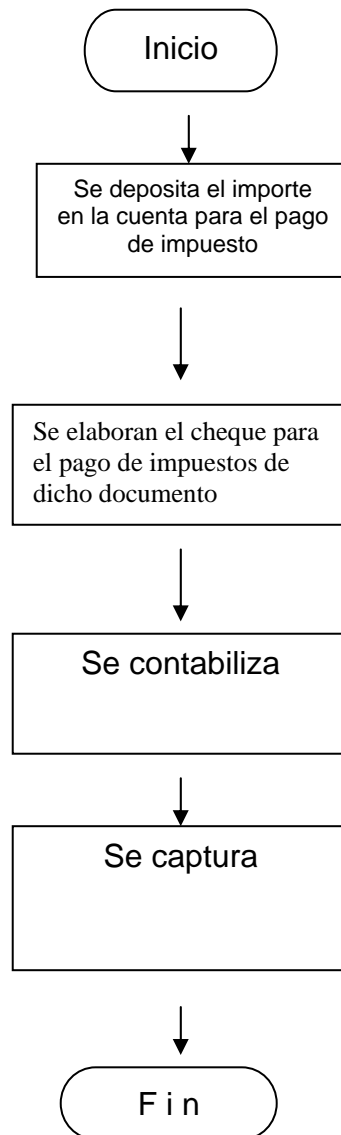 Inicio
Se deposita el importe
en la cuenta para el pago
de impuesto
Se elaboran el cheque para
el pago de impuestos de
dicho documento
Se contabiliza
Se captura
F i n